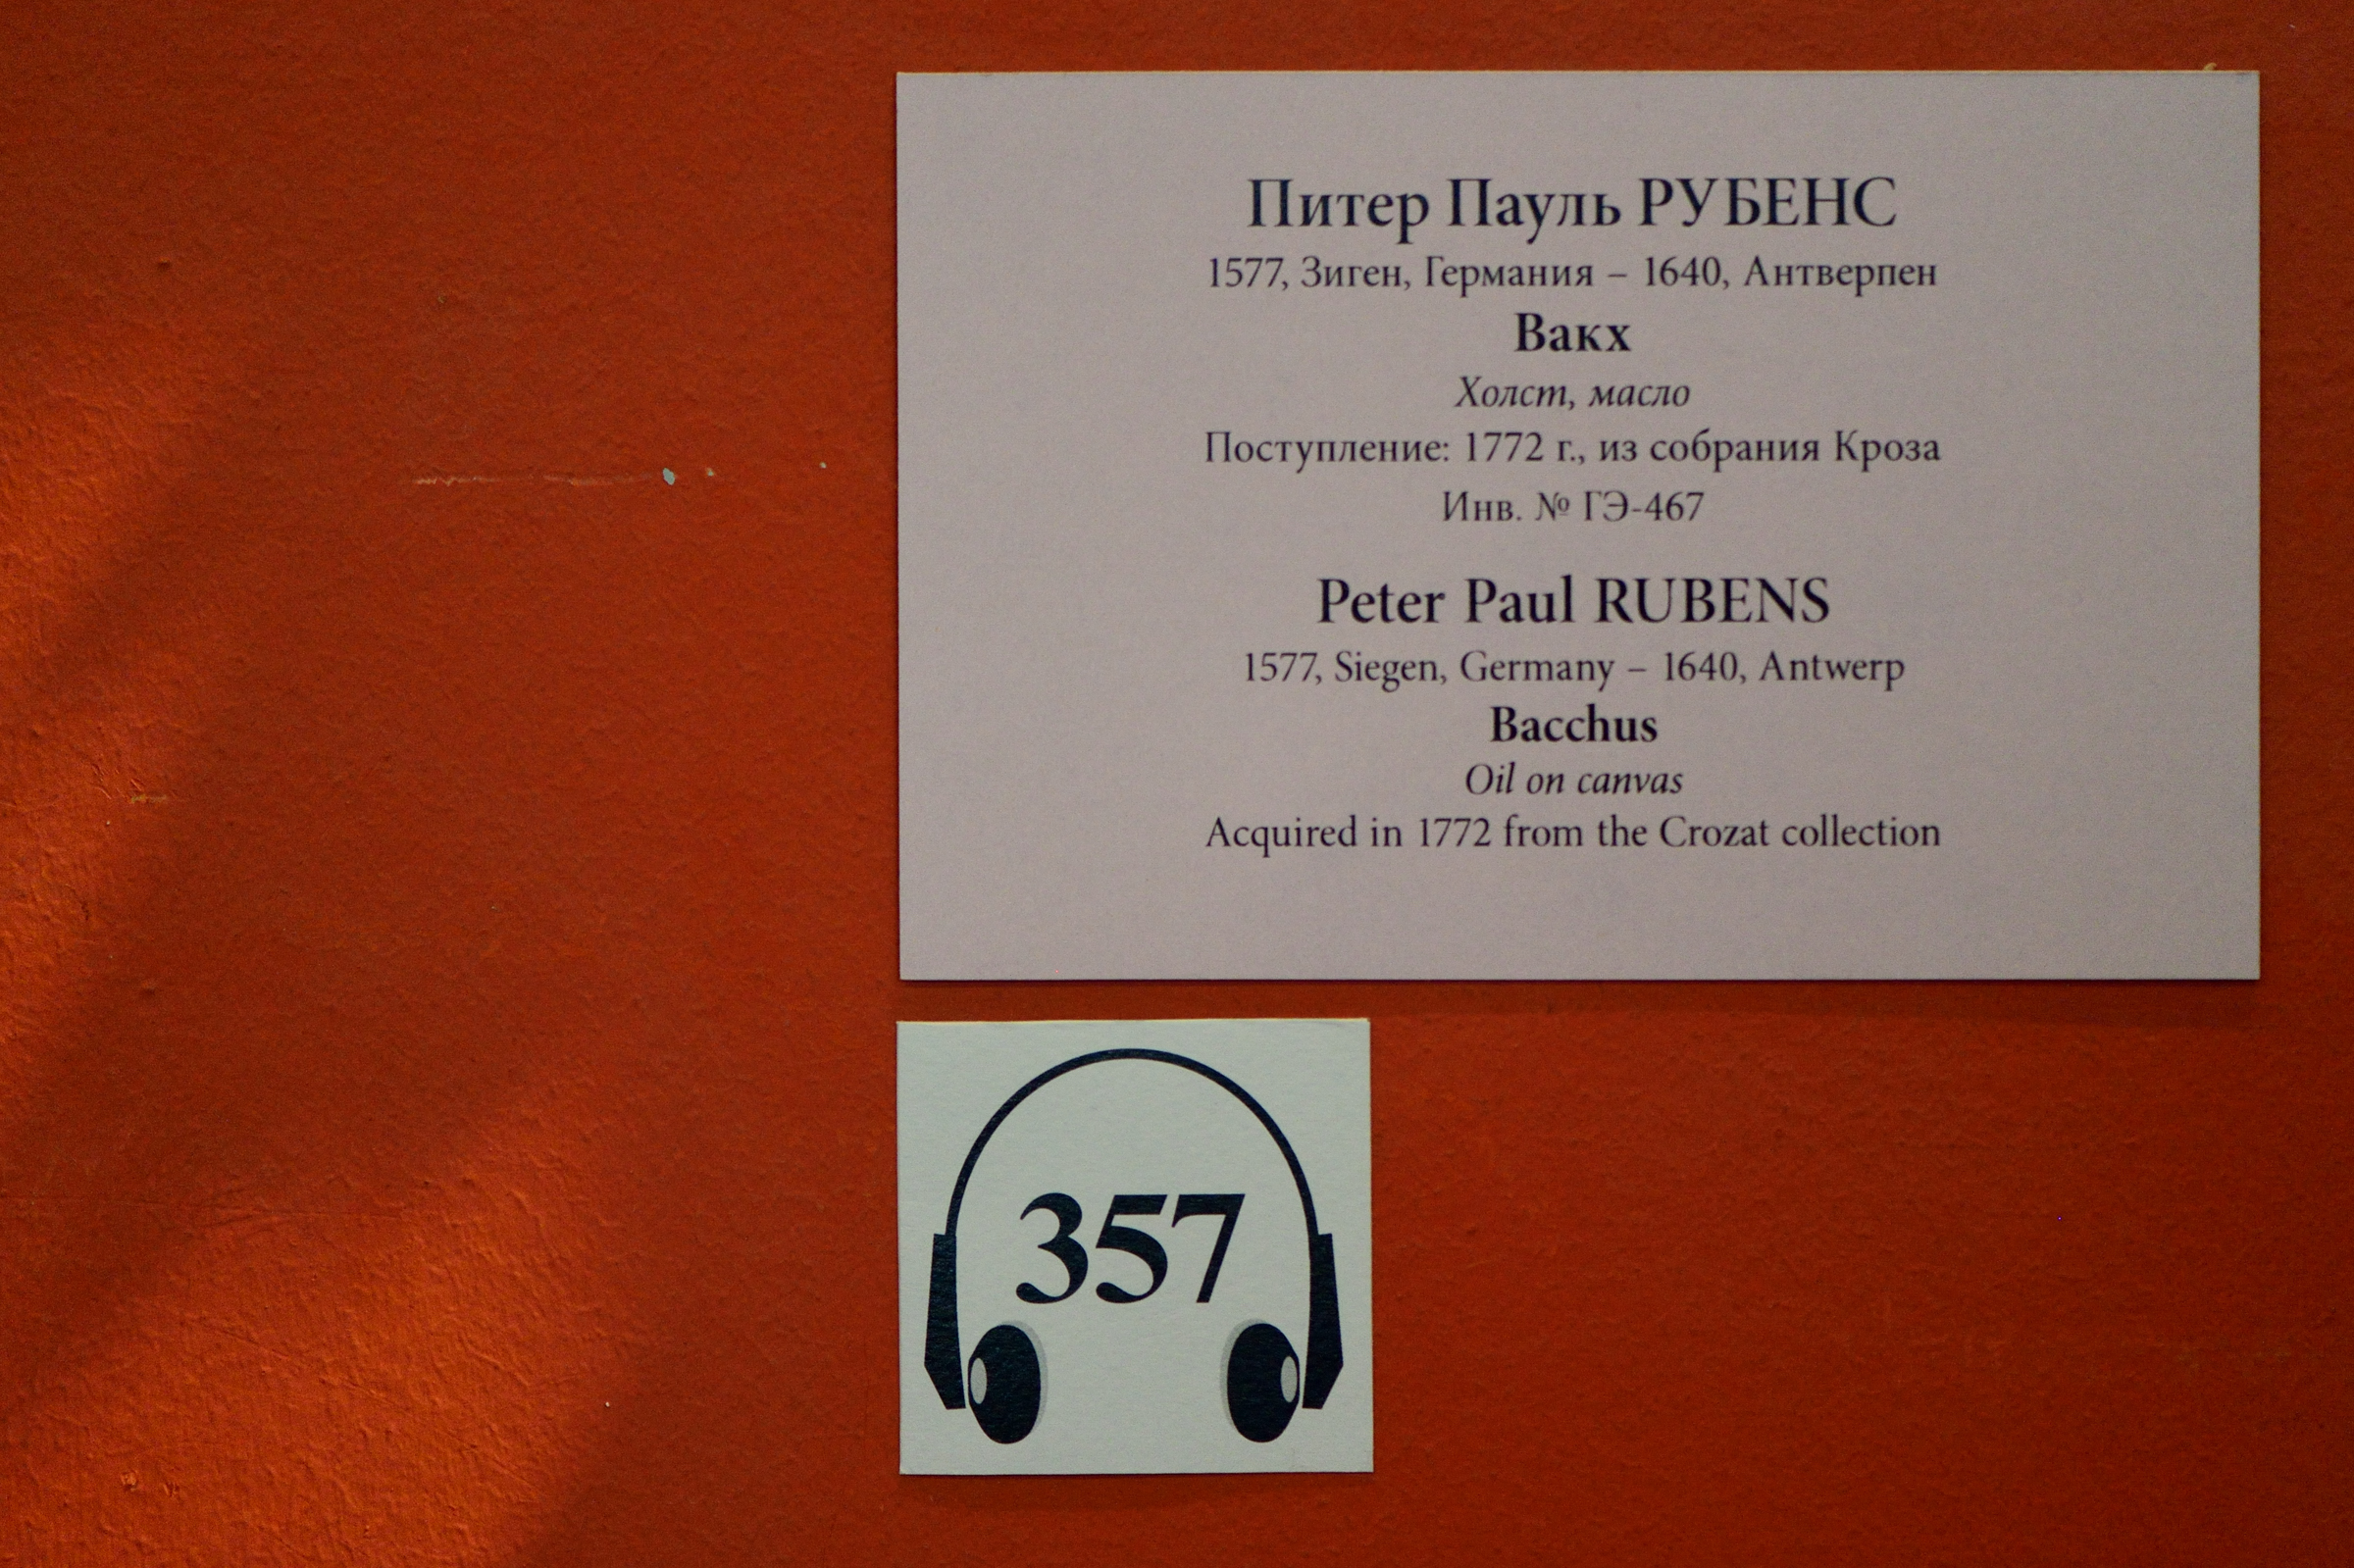 Питер Пауль РУБЕНС
1577, Зиген, Германия – 1640, Антверпен
Вакх
Холст, масло
Поступление: 1772 г., из собрания Кроза
Инв. № ГЭ-467
Peter Paul RUBENS
1577, Siegen, Germany – 1640, Antwerp
Bacchus
Oil on canvas
Acquired in 1772 from the Crozat collection
357